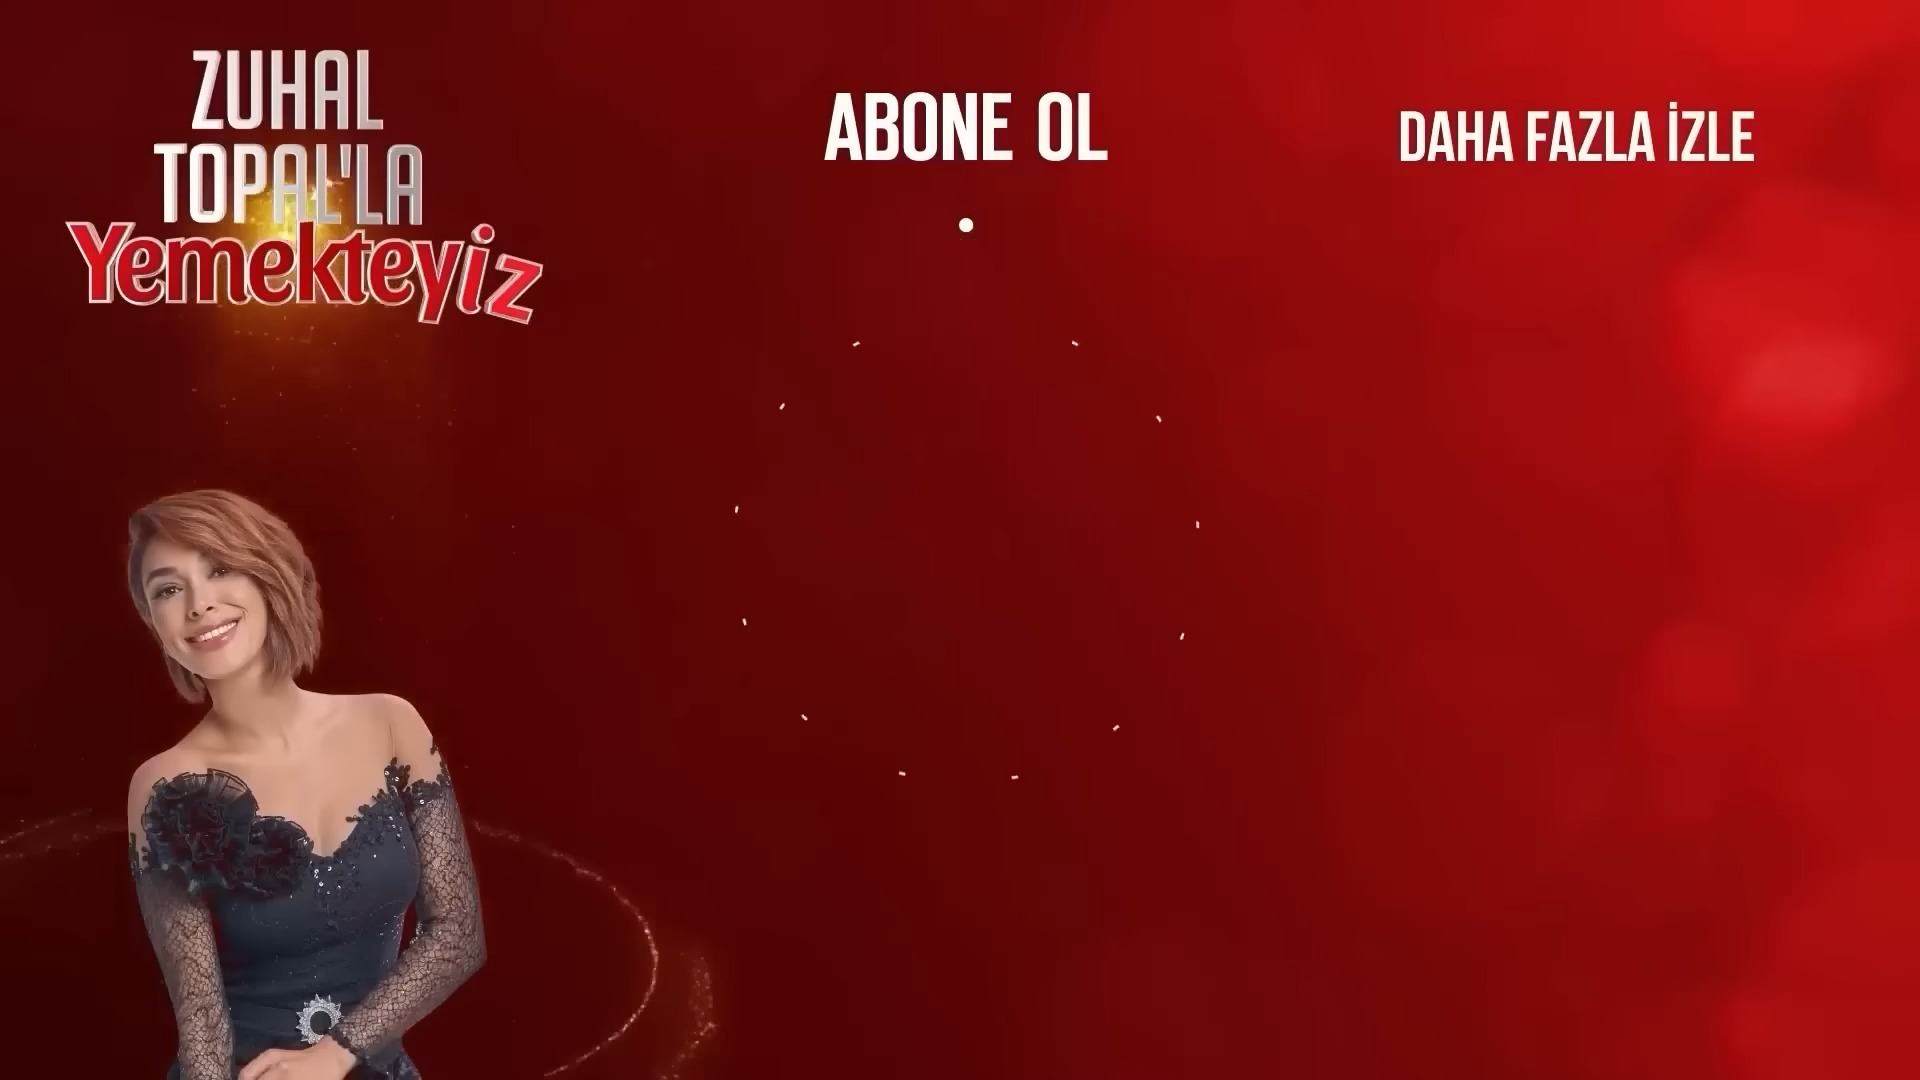 ZUHAL
TOPAL'LA
Yemekteyiz
ABONE OL
DAHA FAZLA İZLE